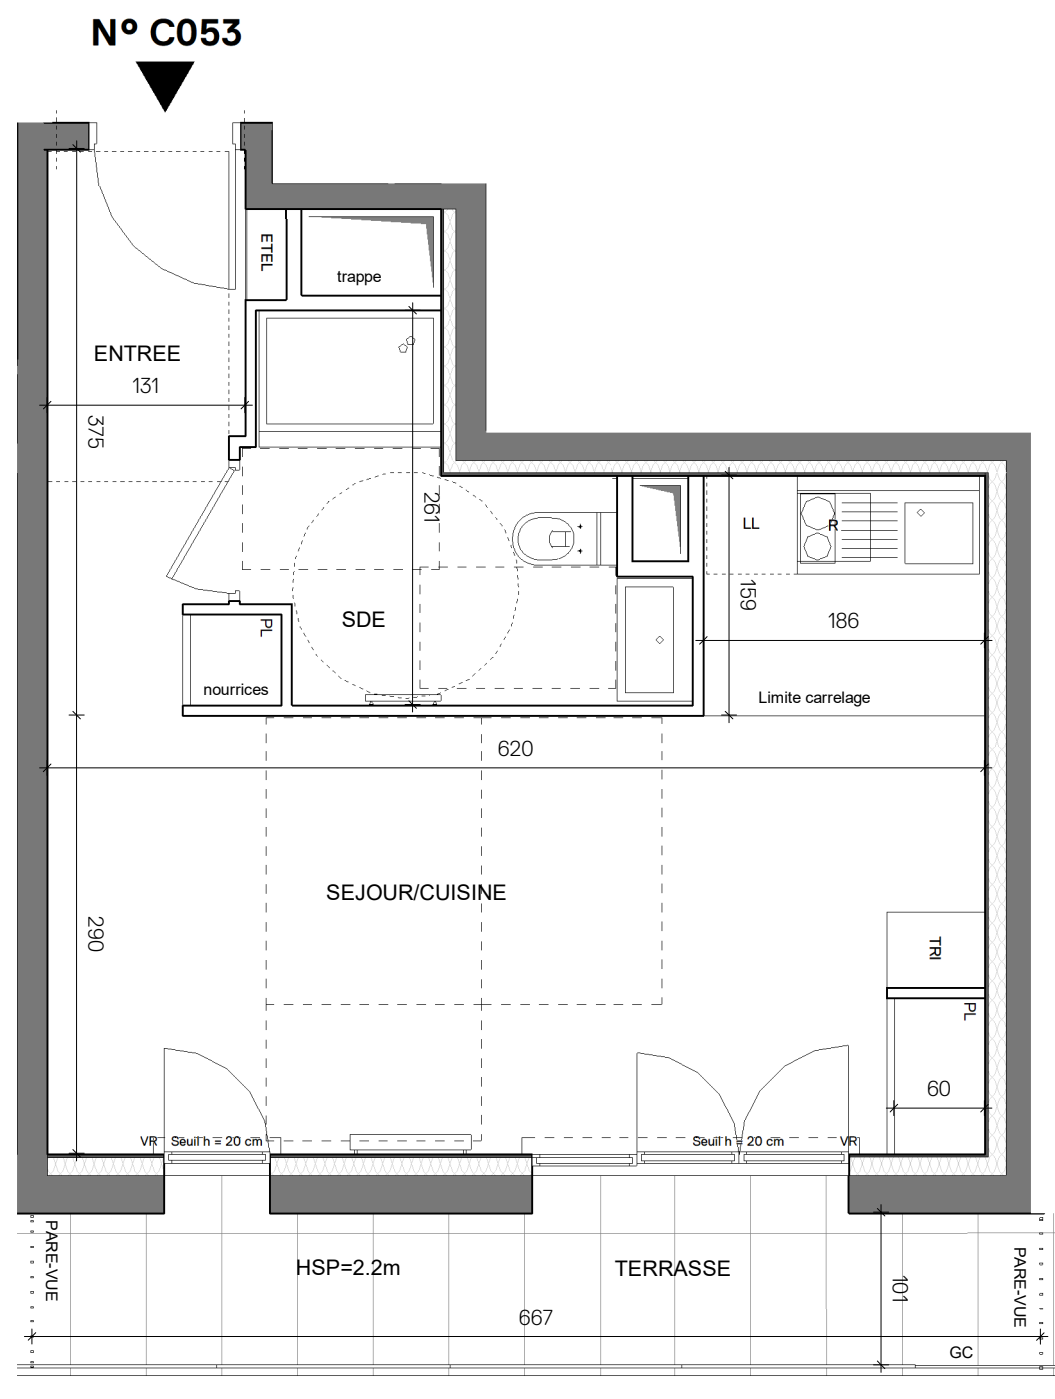 N° C053
ETEL
trappe
ENTREE
131
375
261
LL
R
159
SDE
186
PL
nourrices
Limite carrelage
620
SEJOUR/CUISINE
290
TRI
PL
60
VR Seuil h = 20 cm
Seuil h = 20 cm VR
PARE-VUE
HSP=2.2m
TERRASSE
PARE-VUE
101
667
GC